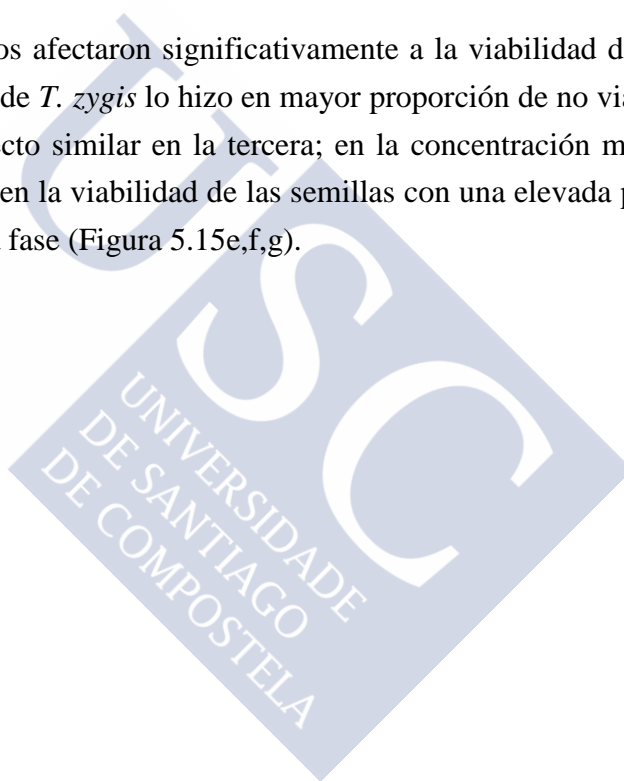 os afectaron significativamente a la viabilidad d
de T. zygis lo hizo en mayor proporción de no via
cto similar en la tercera; en la concentración m
en la viabilidad de las semillas con una elevada p
fase (Figura 5.15e,f,g).
USC
UNIVERSIDADE
DE SANTIAGO
DE COMPOSTELA